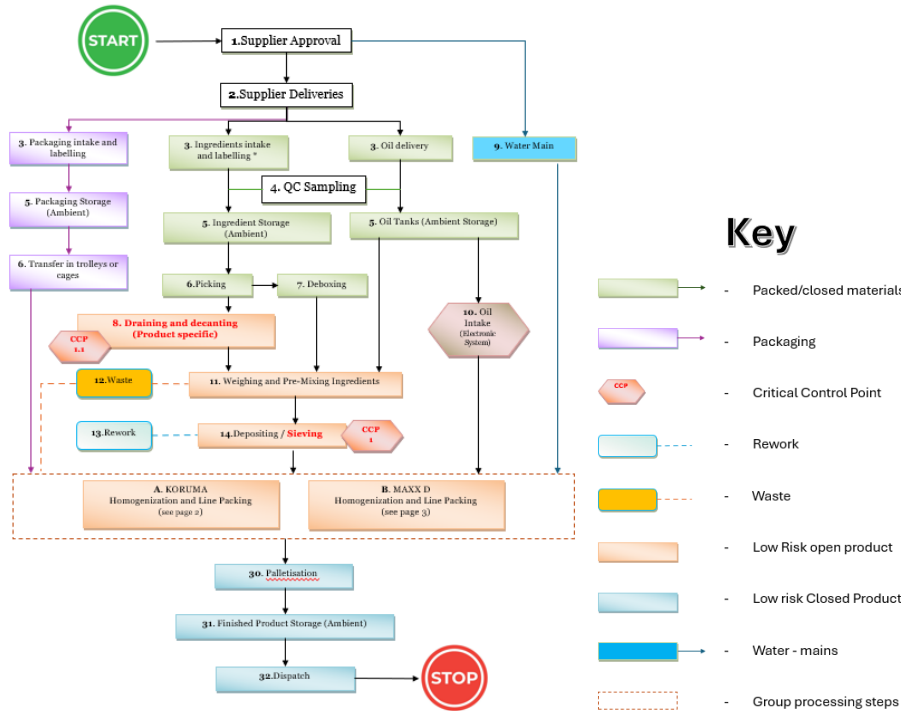 START
1.Supplier Approval
2.Supplier Deliveries
3. Packaging intake and
labelling
3. Ingredients intake
and labelling *
3. Oil delivery
9. Water Main
4. QC Sampling
5. Packaging Storage
(Ambient)
5. Ingredient Storage
(Ambient)
5. Oil Tanks (Ambient Storage)
6. Transfer in trolleys or
cages
6.Picking
7. Deboxing
8. Draining and decanting
(Product specific)
CCP
1.1
10. Oil
Intake
(Electronic
System)
12.Waste
11. Weighing and Pre-Mixing Ingredients
13.Rework
14.Depositing / Sieving
CCP
1
A. KORUMA
Homogenization and Line Packing
(see page 2)
B. MAXX D
Homogenization and Line Packing
(see page 3)
30. Palletisation
31. Finished Product Storage (Ambient)
32.Dispatch
STOP
Key
- Packed/closed materials
- Packaging
CCP - Critical Control Point
- Rework
- Waste
- Low Risk open product
- Low risk Closed Product
- Water - mains
- Group processing steps